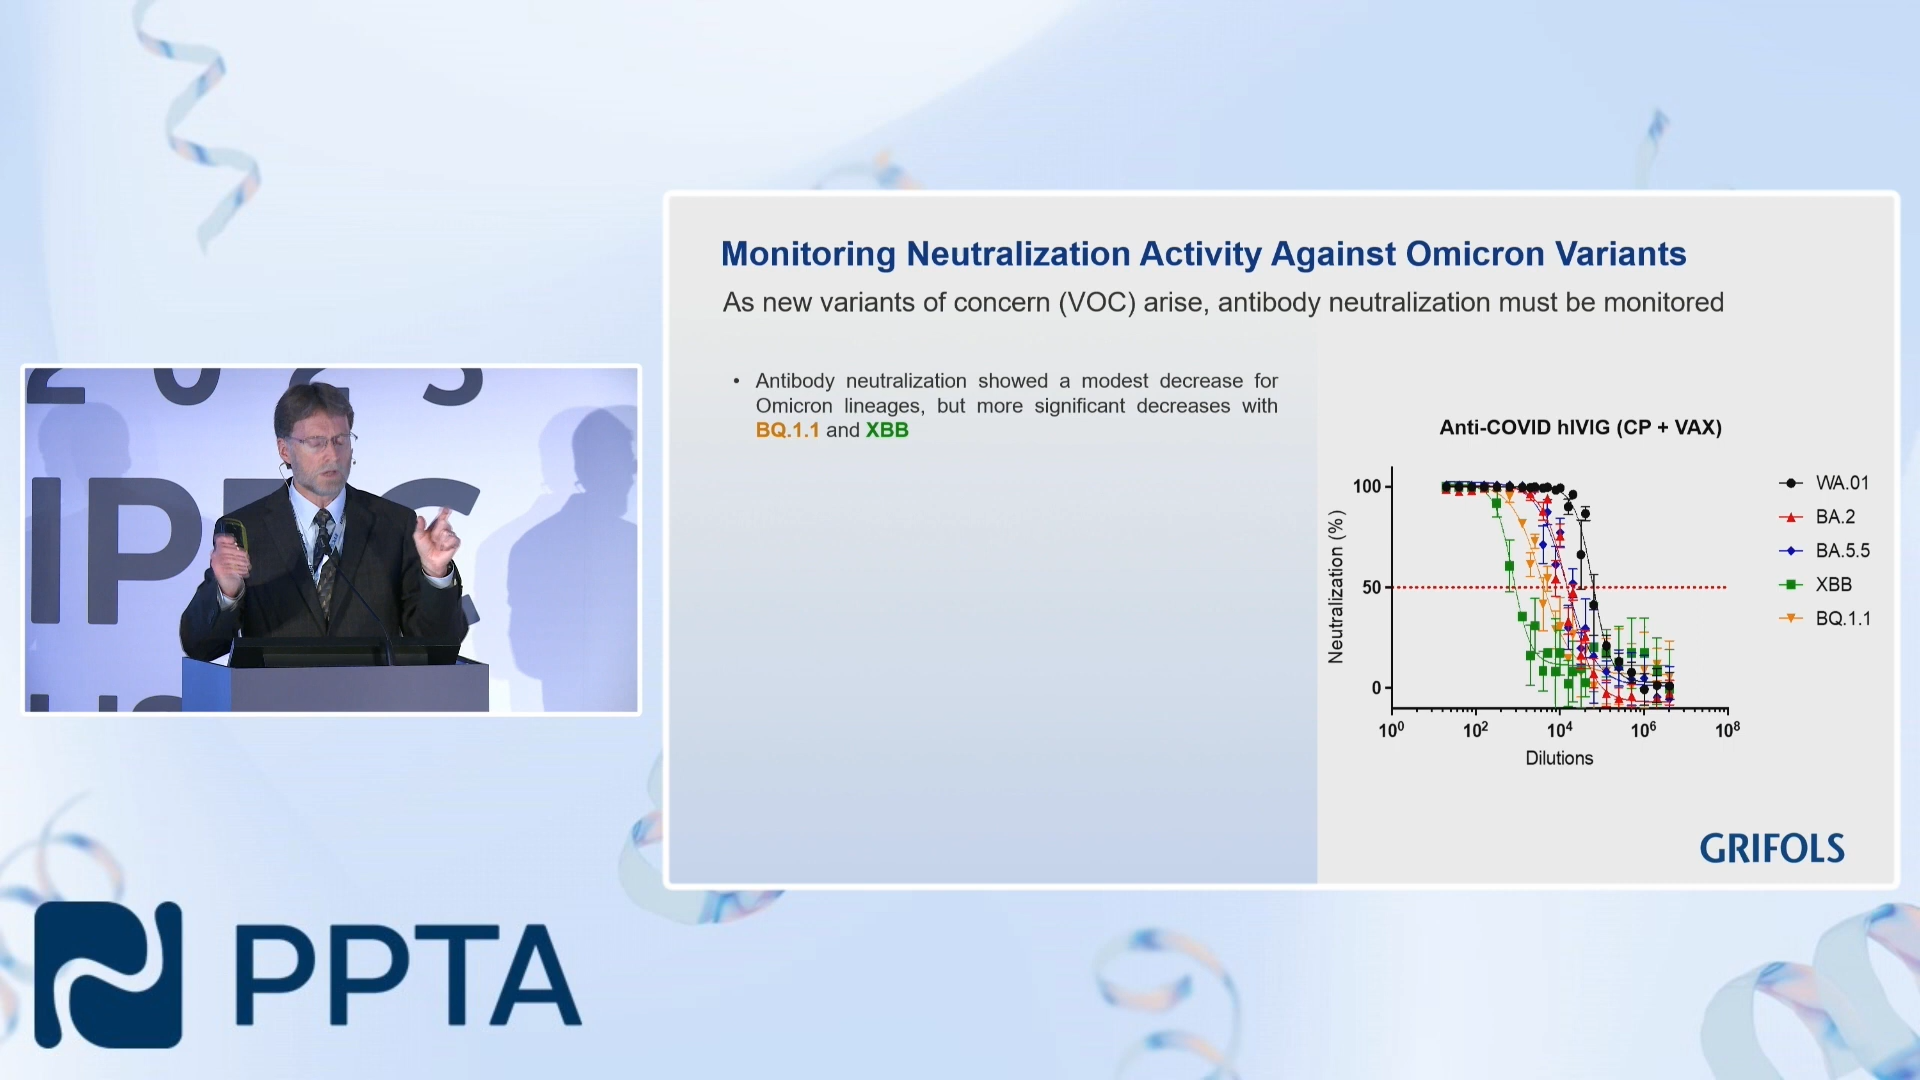 Monitoring Neutralization Activity Against Omicron Variants
As new variants of concern (VOC) arise, antibody neutralization must be monitored
• Antibody neutralization showed a modest decrease for
Omicron lineages, but more significant decreases with
BQ.1.1 and XBB
Anti-COVID hIVIG (CP + VAX)
Neutralization (%)
100
50
0
10⁰ 10² 10⁴ 10⁶ 10⁸
Dilutions
WA.01
BA.2
BA.5.5
XBB
BQ.1.1
GRIFOLS
PPTA